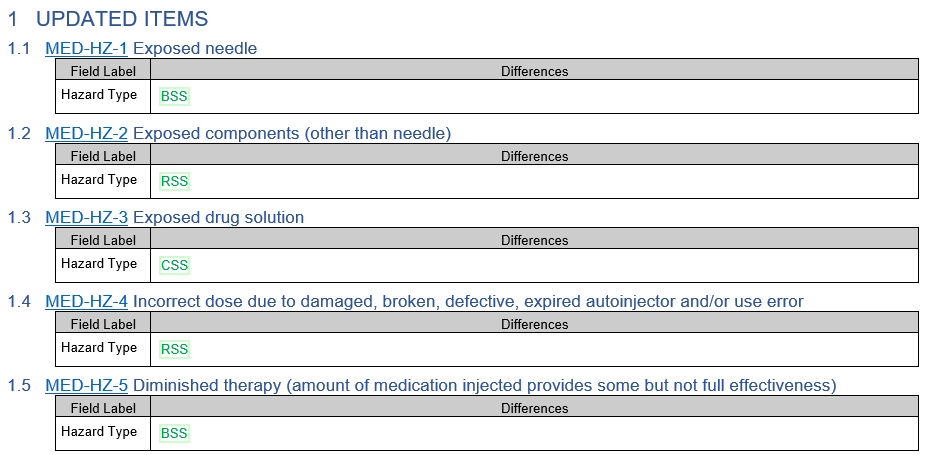 1 UPDATED ITEMS
1.1 MED-HZ-1 Exposed needle
Field Label Differences
Hazard Type BSS
1.2 MED-HZ-2 Exposed components (other than needle)
Field Label Differences
Hazard Type RSS
1.3 MED-HZ-3 Exposed drug solution
Field Label Differences
Hazard Type CSS
1.4 MED-HZ-4 Incorrect dose due to damaged, broken, defective, expired autoinjector and/or use error
Field Label Differences
Hazard Type RSS
1.5 MED-HZ-5 Diminished therapy (amount of medication injected provides some but not full effectiveness)
Field Label Differences
Hazard Type BSS